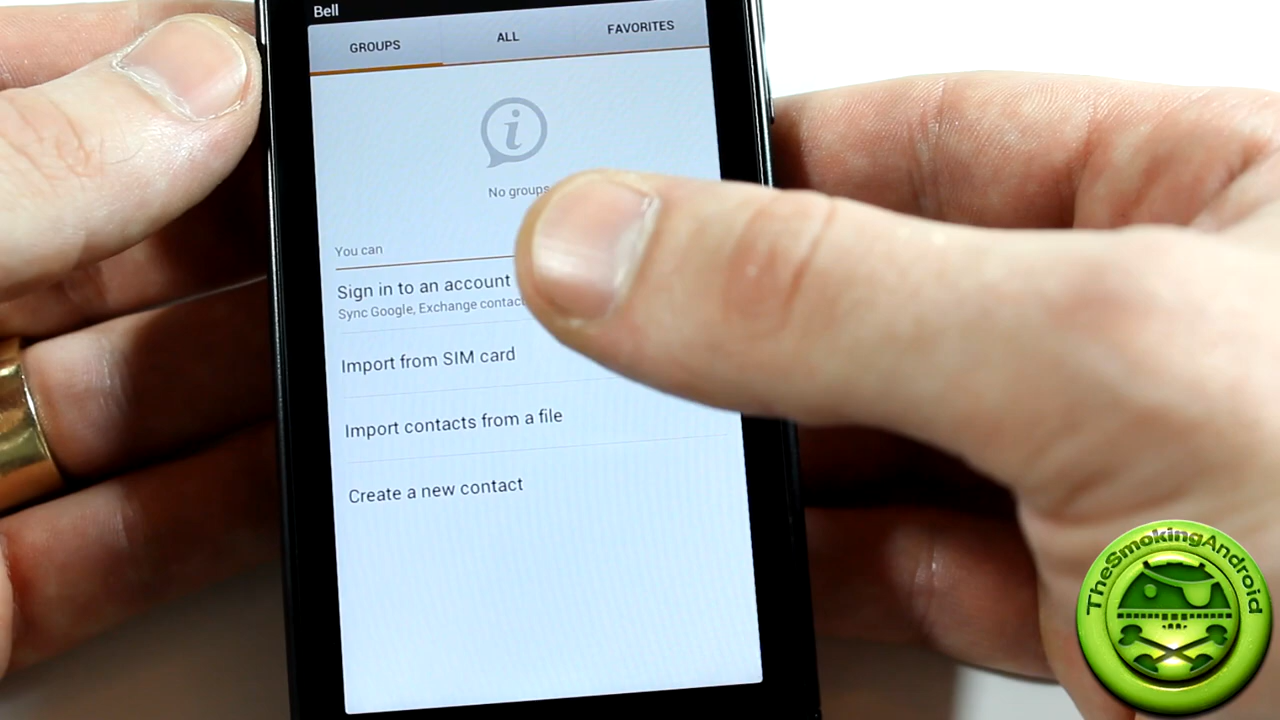 Bell
GROUPS ALL FAVORITES
No groups
You can
Sign in to an account
Sync Google, Exchange
Import from SIM card
Import contacts from a file
Create a new contact
TheSmokingAndroid